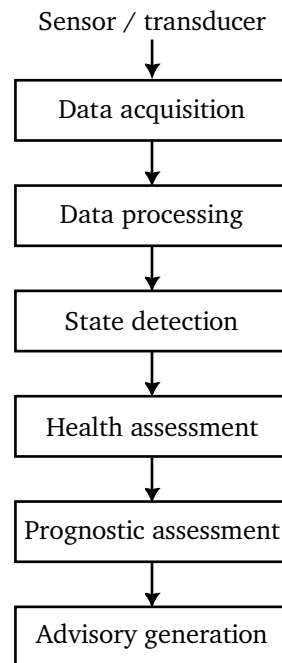 Sensor / transducer
Data acquisition
Data processing
State detection
Health assessment
Prognostic assessment
Advisory generation